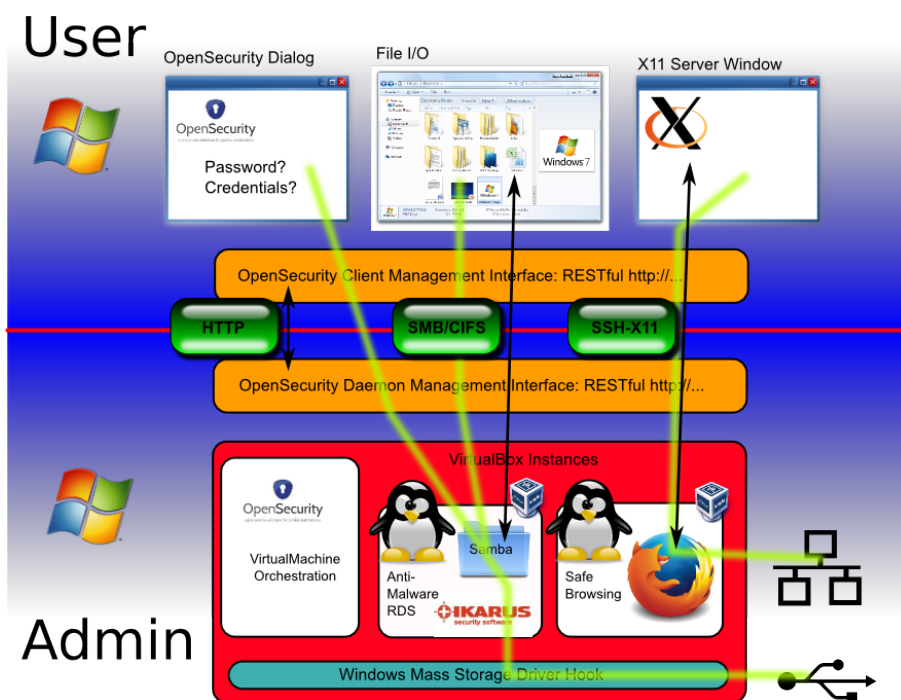 User
OpenSecurity Dialog
File I/O
X11 Server Window
OpenSecurity
Password?
Credentials?
Windows 7
OpenSecurity Client Management Interface: RESTful http://...
HTTP
SMB/CIFS
SSH-X11
OpenSecurity Daemon Management Interface: RESTful http://...
VirtualBox Instances
OpenSecurity
VirtualMachine
Orchestration
Samba
Anti-
Malware
RDS
IKARUS
security software
Safe
Browsing
Admin
Windows Mass Storage Driver Hook